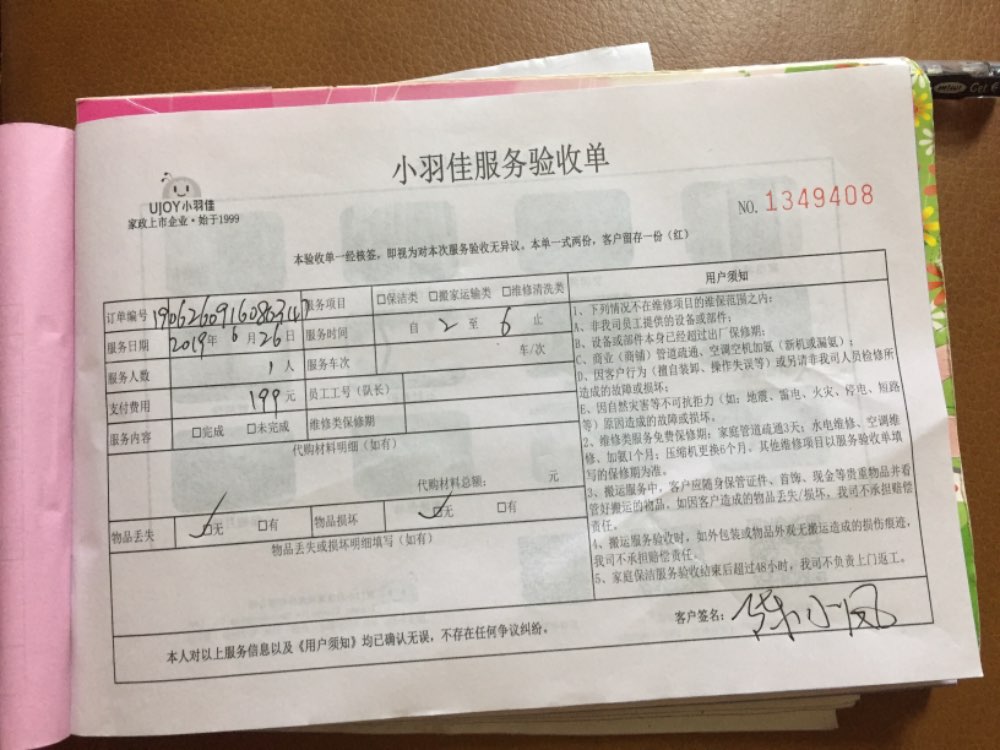 小羽佳服务验收单
UJOY小羽佳
家政上市企业·始于1999
NO. 1349408
本验收单一经核签，即视为对本次服务验收无异议。本单一式两份，客户留存一份（红）
订单编号 服务项目 □保洁类 □搬家运输类 □维修清洗类
服务日期 2019年 6月26日 服务时间 自 2 至 6 止
服务人数 1人 服务车次 车/次
支付费用 199元 员工工号（队长）
服务内容 □完成 □未完成 维修类保修期
代购材料明细（如有）
代购材料总额： 元
物品丢失 ☑无 □有 物品损坏 ☑无 □有
物品丢失或损坏明细填写（如有）
用户须知
1、下列情况不在维修项目的维保范围之内：
A、非我司员工提供的设备或部件；
B、设备或部件本身已经超过出厂保修期；
C、商业（商铺）管道疏通、空调空机加氨（新机或漏氨）；
D、因客户行为（擅自装卸、操作失误等）或另请非我司人员检修所
造成的故障或损坏；
E、因自然灾害等不可抗拒力（如：地震、雷电、火灾、停电、短路
等）原因造成的故障或损坏。
2、维修类服务免费保修期：家庭管道疏通3天；水电维修、空调维
修、加氨1个月；压缩机更换6个月。其他维修项目以服务验收单填
写的保修期为准。
3、搬运服务中，客户应随身保管证件、首饰、现金等贵重物品并看
管好搬运的物品，如因客户造成的物品丢失/损坏，我司不承担赔偿
责任。
4、搬运服务验收时，如外包装或物品外观无搬运造成的损伤痕迹，
我司不承担赔偿责任。
5、家庭保洁服务验收结束后超过48小时，我司不负责上门返工。
客户签名：
本人对以上服务信息以及《用户须知》均已确认无误，不存在任何争议纠纷。